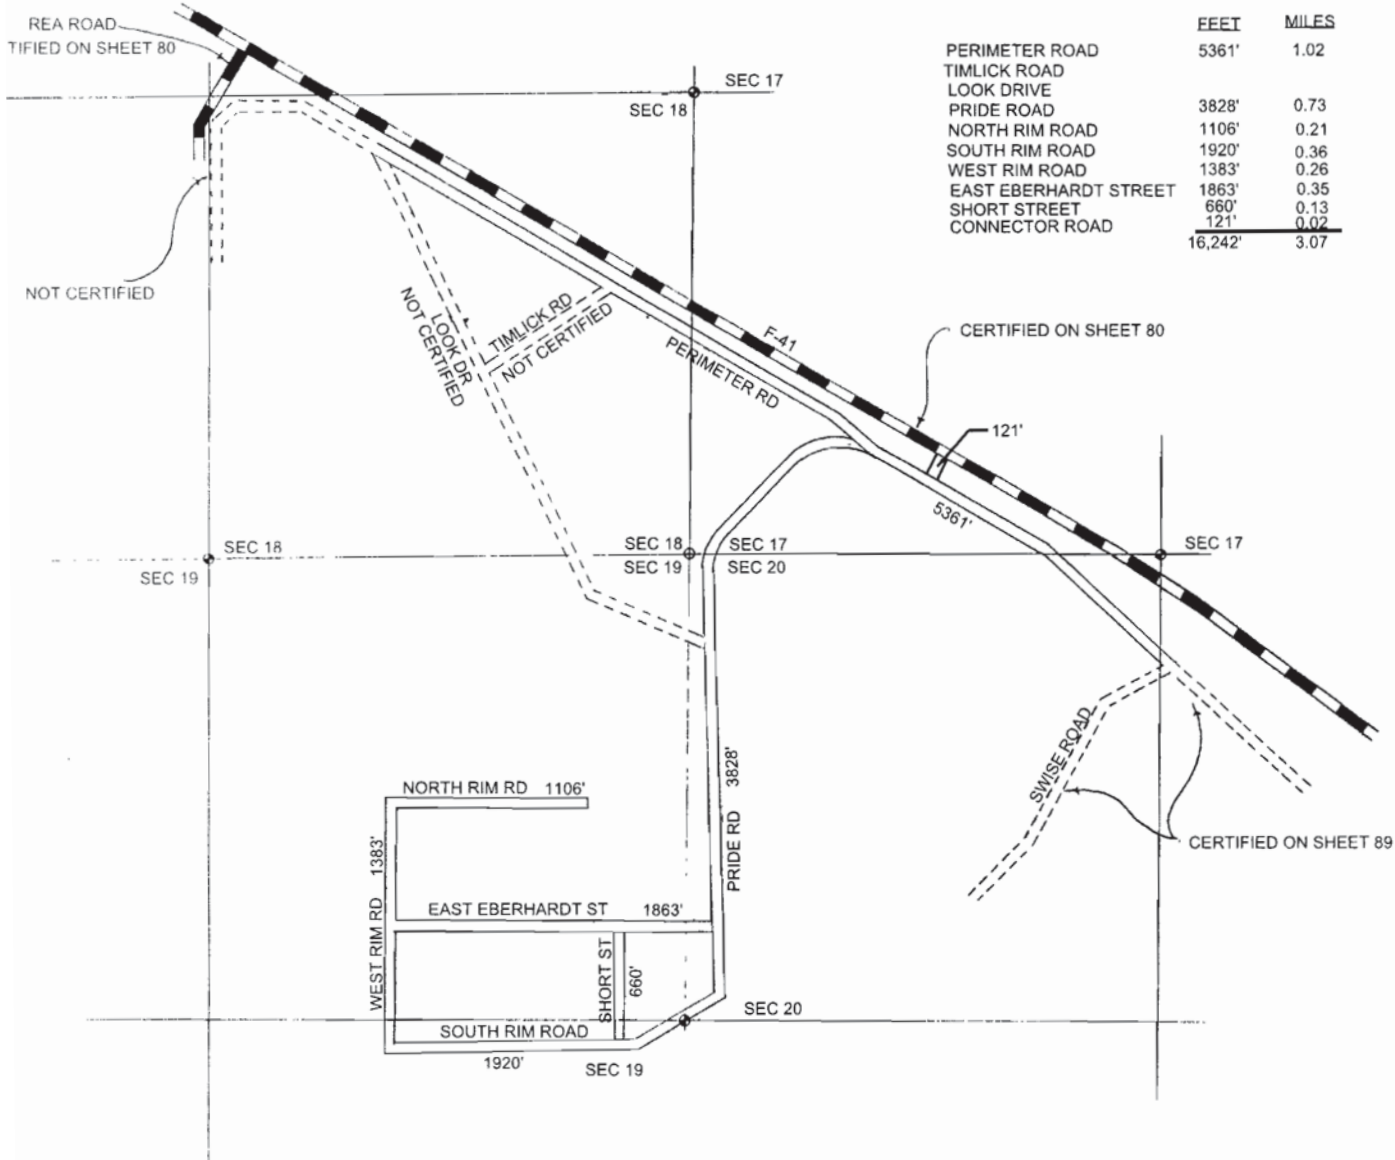 FEET MILES
PERIMETER ROAD 5361' 1.02
TIMLICK ROAD
LOOK DRIVE
PRIDE ROAD 3828' 0.73
NORTH RIM ROAD 1106' 0.21
SOUTH RIM ROAD 1920' 0.36
WEST RIM ROAD 1383' 0.26
EAST EBERHARDT STREET 1863' 0.35
SHORT STREET 660' 0.13
CONNECTOR ROAD 121' 0.02
16,242' 3.07
REA ROAD
TIFIED ON SHEET 80
SEC 17
SEC 18
NOT CERTIFIED
LOOK DR
NOT CERTIFIED
TIMLICK RD
NOT CERTIFIED
F-41
PERIMETER RD
CERTIFIED ON SHEET 80
121'
5361'
SEC 18
SEC 19
SEC 18
SEC 17
SEC 19
SEC 20
SEC 17
SWISE ROAD
CERTIFIED ON SHEET 89
PRIDE RD 3828'
NORTH RIM RD 1106'
WEST RIM RD 1383'
EAST EBERHARDT ST 1863'
SHORT ST
660'
SOUTH RIM ROAD
1920'
SEC 20
SEC 19